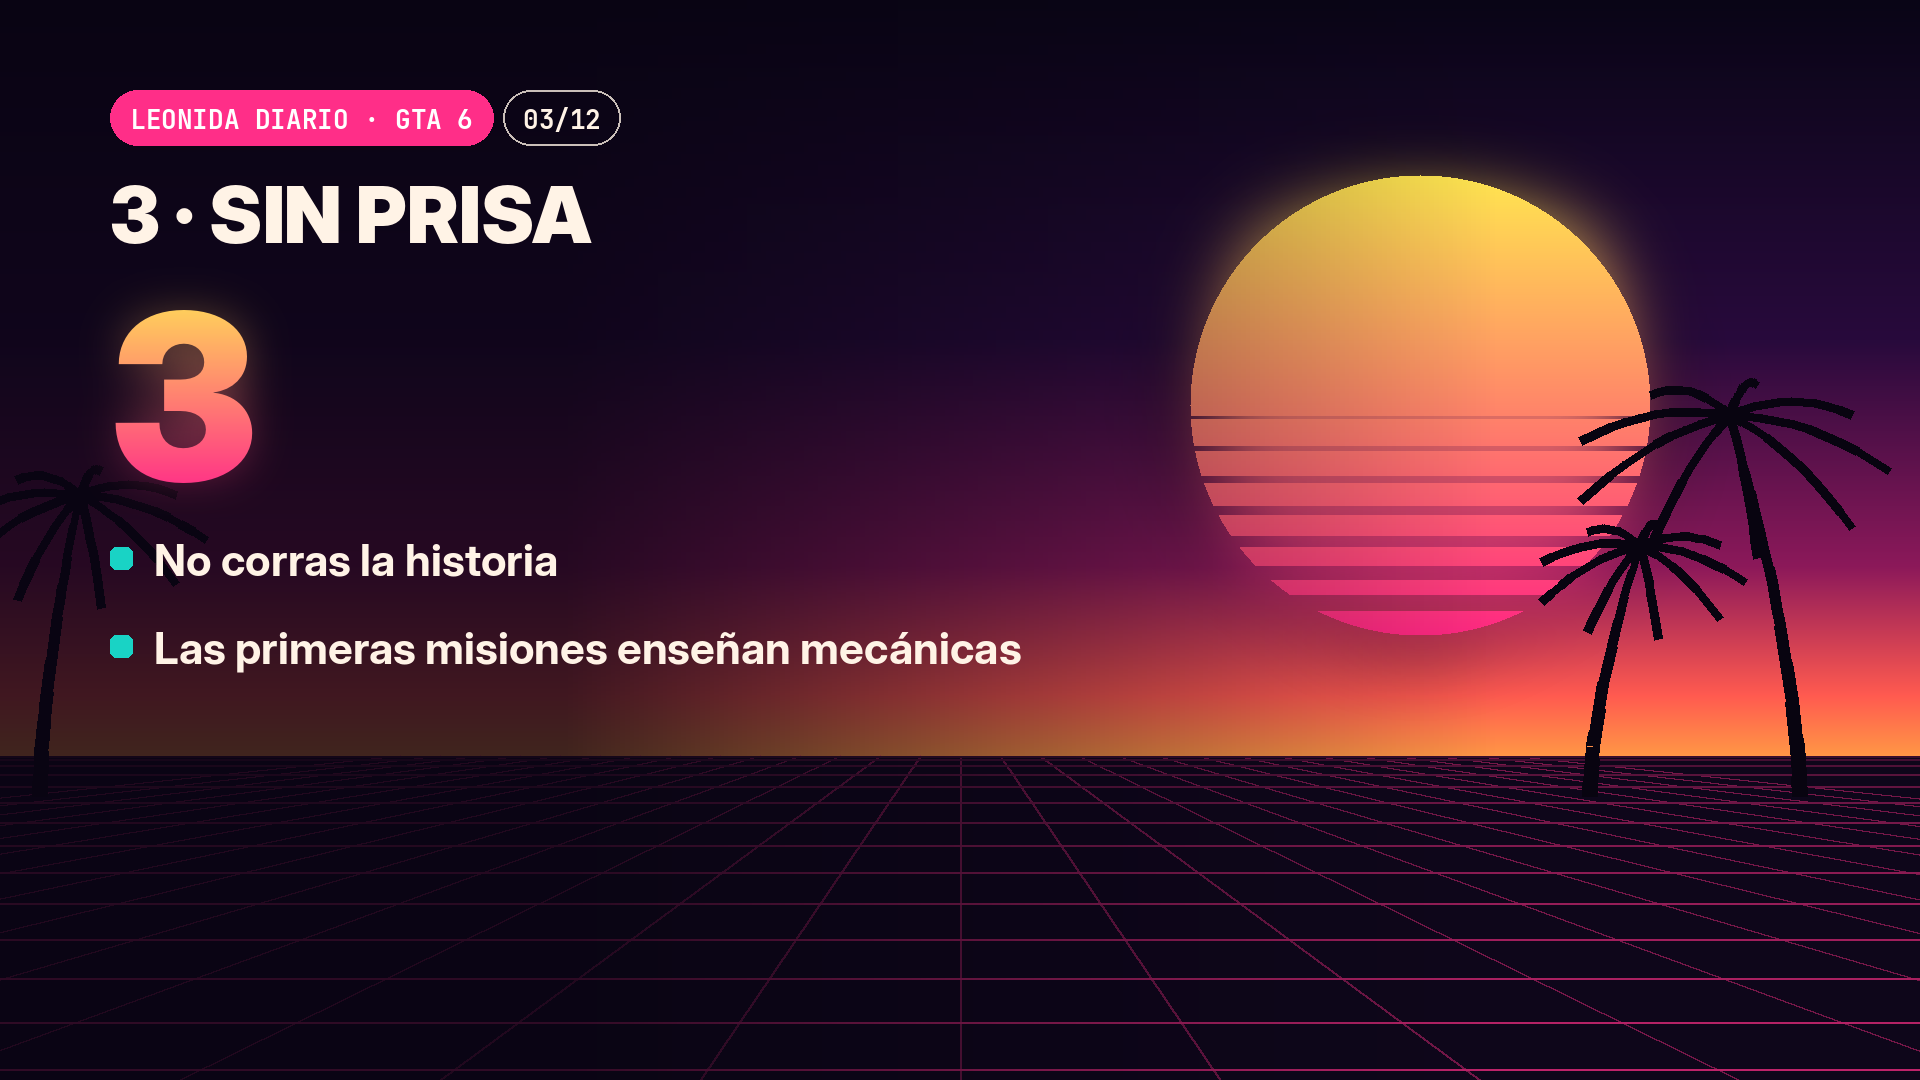 LEONIDA DIARIO · GTA 6
03/12
3 · SIN PRISA
3
No corras la historia
Las primeras misiones enseñan mecánicas